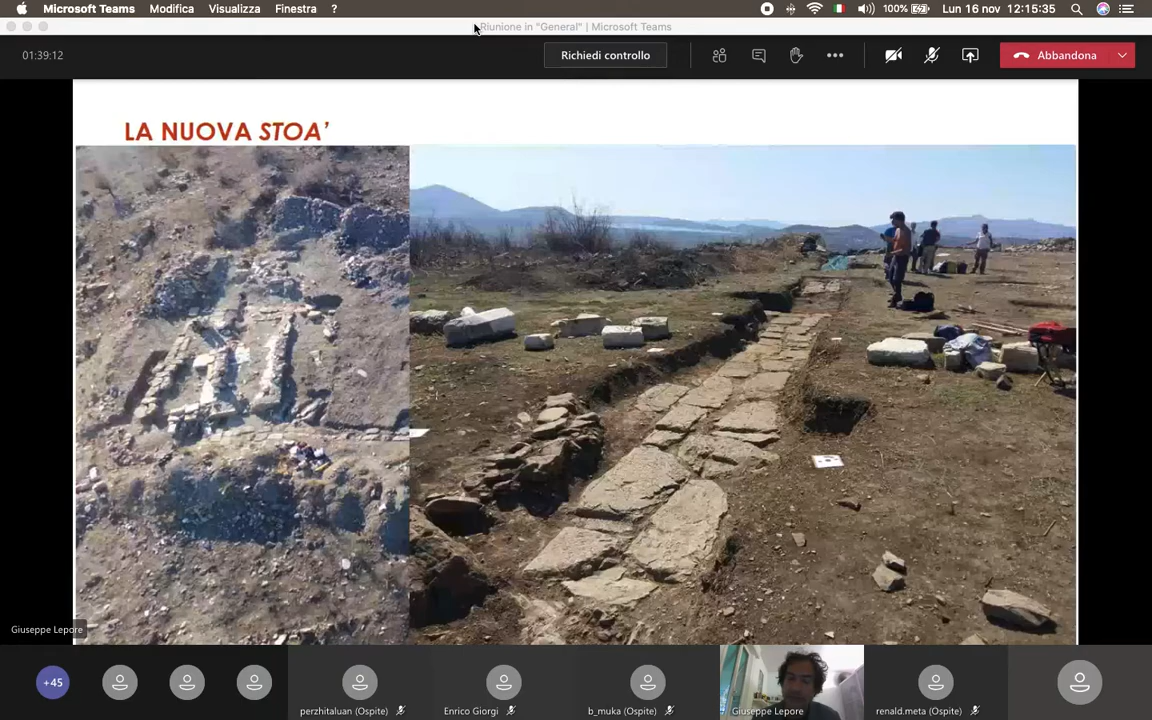 Microsoft Teams Modifica Visualizza Finestra ? 100% Lun 16 nov 12:15:35
Riunione in "General" | Microsoft Teams
01:39:12 Richiedi controllo Abbandona
LA NUOVA STOA’
Giuseppe Lepore
+45 perzhitaluan (Ospite) Enrico Giorgi b_muka (Ospite) Giuseppe Lepore renald.meta (Ospite)